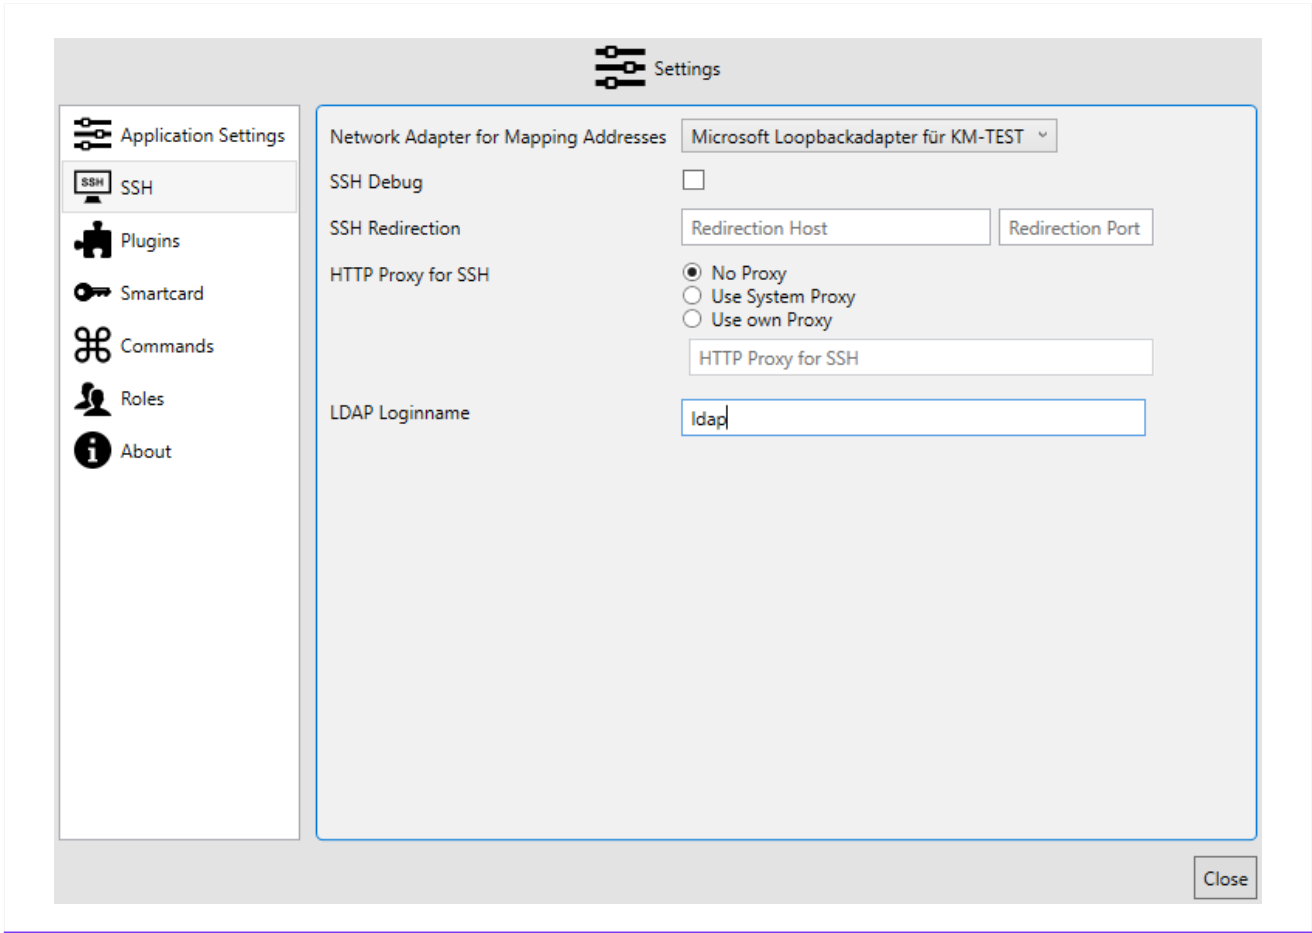 Settings
Application Settings
SSH
SSH
Plugins
Smartcard
Commands
Roles
About
Network Adapter for Mapping Addresses
Microsoft Loopbackadapter für KM-TEST
SSH Debug
SSH Redirection
Redirection Host
Redirection Port
HTTP Proxy for SSH
No Proxy
Use System Proxy
Use own Proxy
HTTP Proxy for SSH
LDAP Loginname
ldap
Close